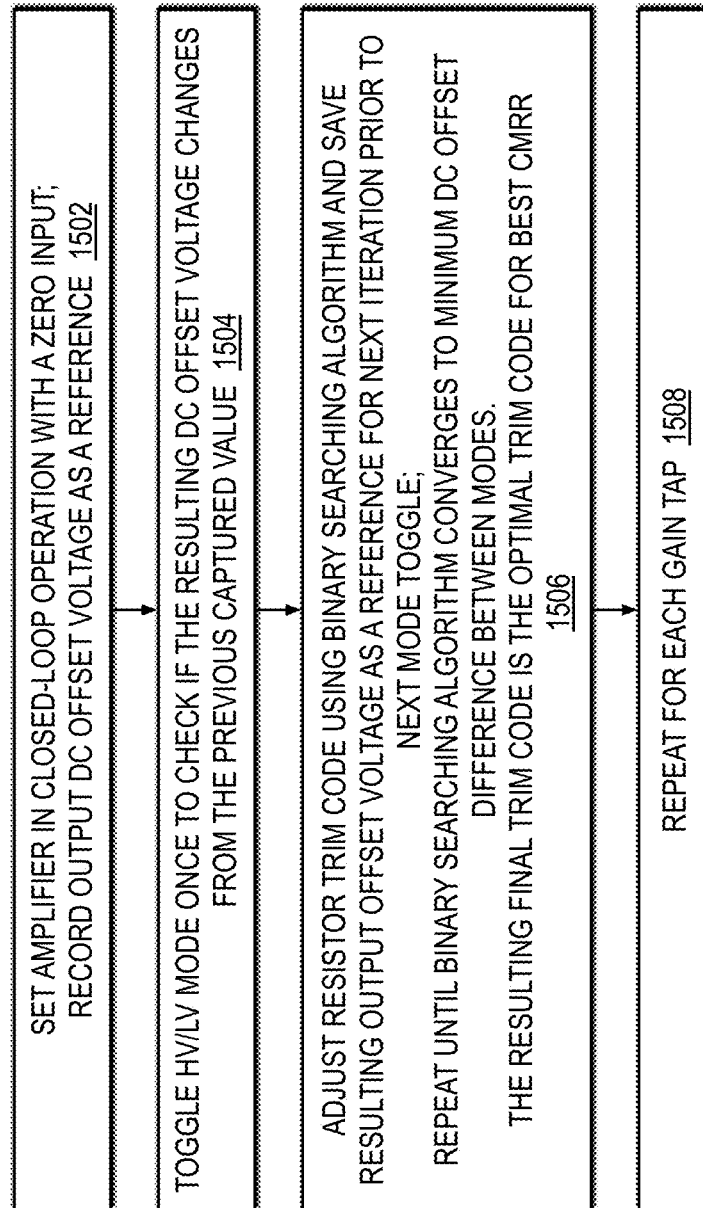 SET AMPLIFIER IN CLOSED-LOOP OPERATION WITH A ZERO INPUT;
RECORD OUTPUT DC OFFSET VOLTAGE AS A REFERENCE 1502
TOGGLE HV/LV MODE ONCE TO CHECK IF THE RESULTING DC OFFSET VOLTAGE CHANGES
FROM THE PREVIOUS CAPTURED VALUE 1504
ADJUST RESISTOR TRIM CODE USING BINARY SEARCHING ALGORITHM AND SAVE
RESULTING OUTPUT OFFSET VOLTAGE AS A REFERENCE FOR NEXT ITERATION PRIOR TO
NEXT MODE TOGGLE;
REPEAT UNTIL BINARY SEARCHING ALGORITHM CONVERGES TO MINIMUM DC OFFSET
DIFFERENCE BETWEEN MODES.
THE RESULTING FINAL TRIM CODE IS THE OPTIMAL TRIM CODE FOR BEST CMRR
1506
REPEAT FOR EACH GAIN TAP 1508